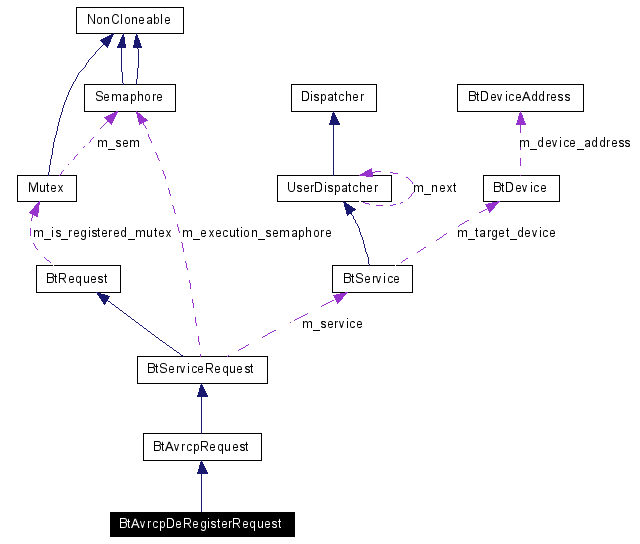 NonCloneable
Semaphore
Dispatcher
BtDeviceAddress
m_sem
m_device_address
Mutex
UserDispatcher
m_next
BtDevice
m_is_registered_mutex
m_execution_semaphore
m_target_device
BtRequest
BtService
m_service
BtServiceRequest
BtAvrcpRequest
BtAvrcpDeRegisterRequest